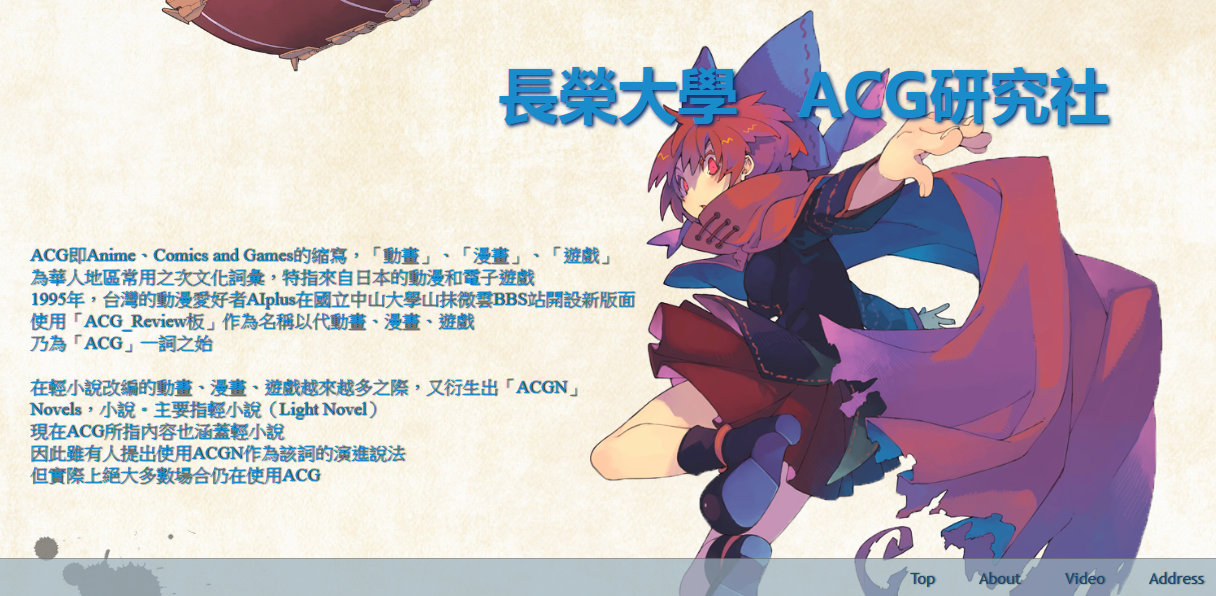 長榮大學 ACG研究社
ACG即Anime、Comics and Games的縮寫，「動畫」、「漫畫」、「遊戲」
為華人地區常用之次文化詞彙，特指來自日本的動漫和電子遊戲
1995年，台灣的動漫愛好者AIplus在國立中山大學山抹微雲BBS站開設新版面
使用「ACG_Review板」作為名稱以代動畫、漫畫、遊戲
乃為「ACG」一詞之始
在輕小說改編的動畫、漫畫、遊戲越來越多之際，又衍生出「ACGN」
Novels，小說。主要指輕小說（Light Novel）
現在ACG所指內容也涵蓋輕小說
因此雖有人提出使用ACGN作為該詞的演進說法
但實際上絕大多數場合仍在使用ACG
Top About Video Address